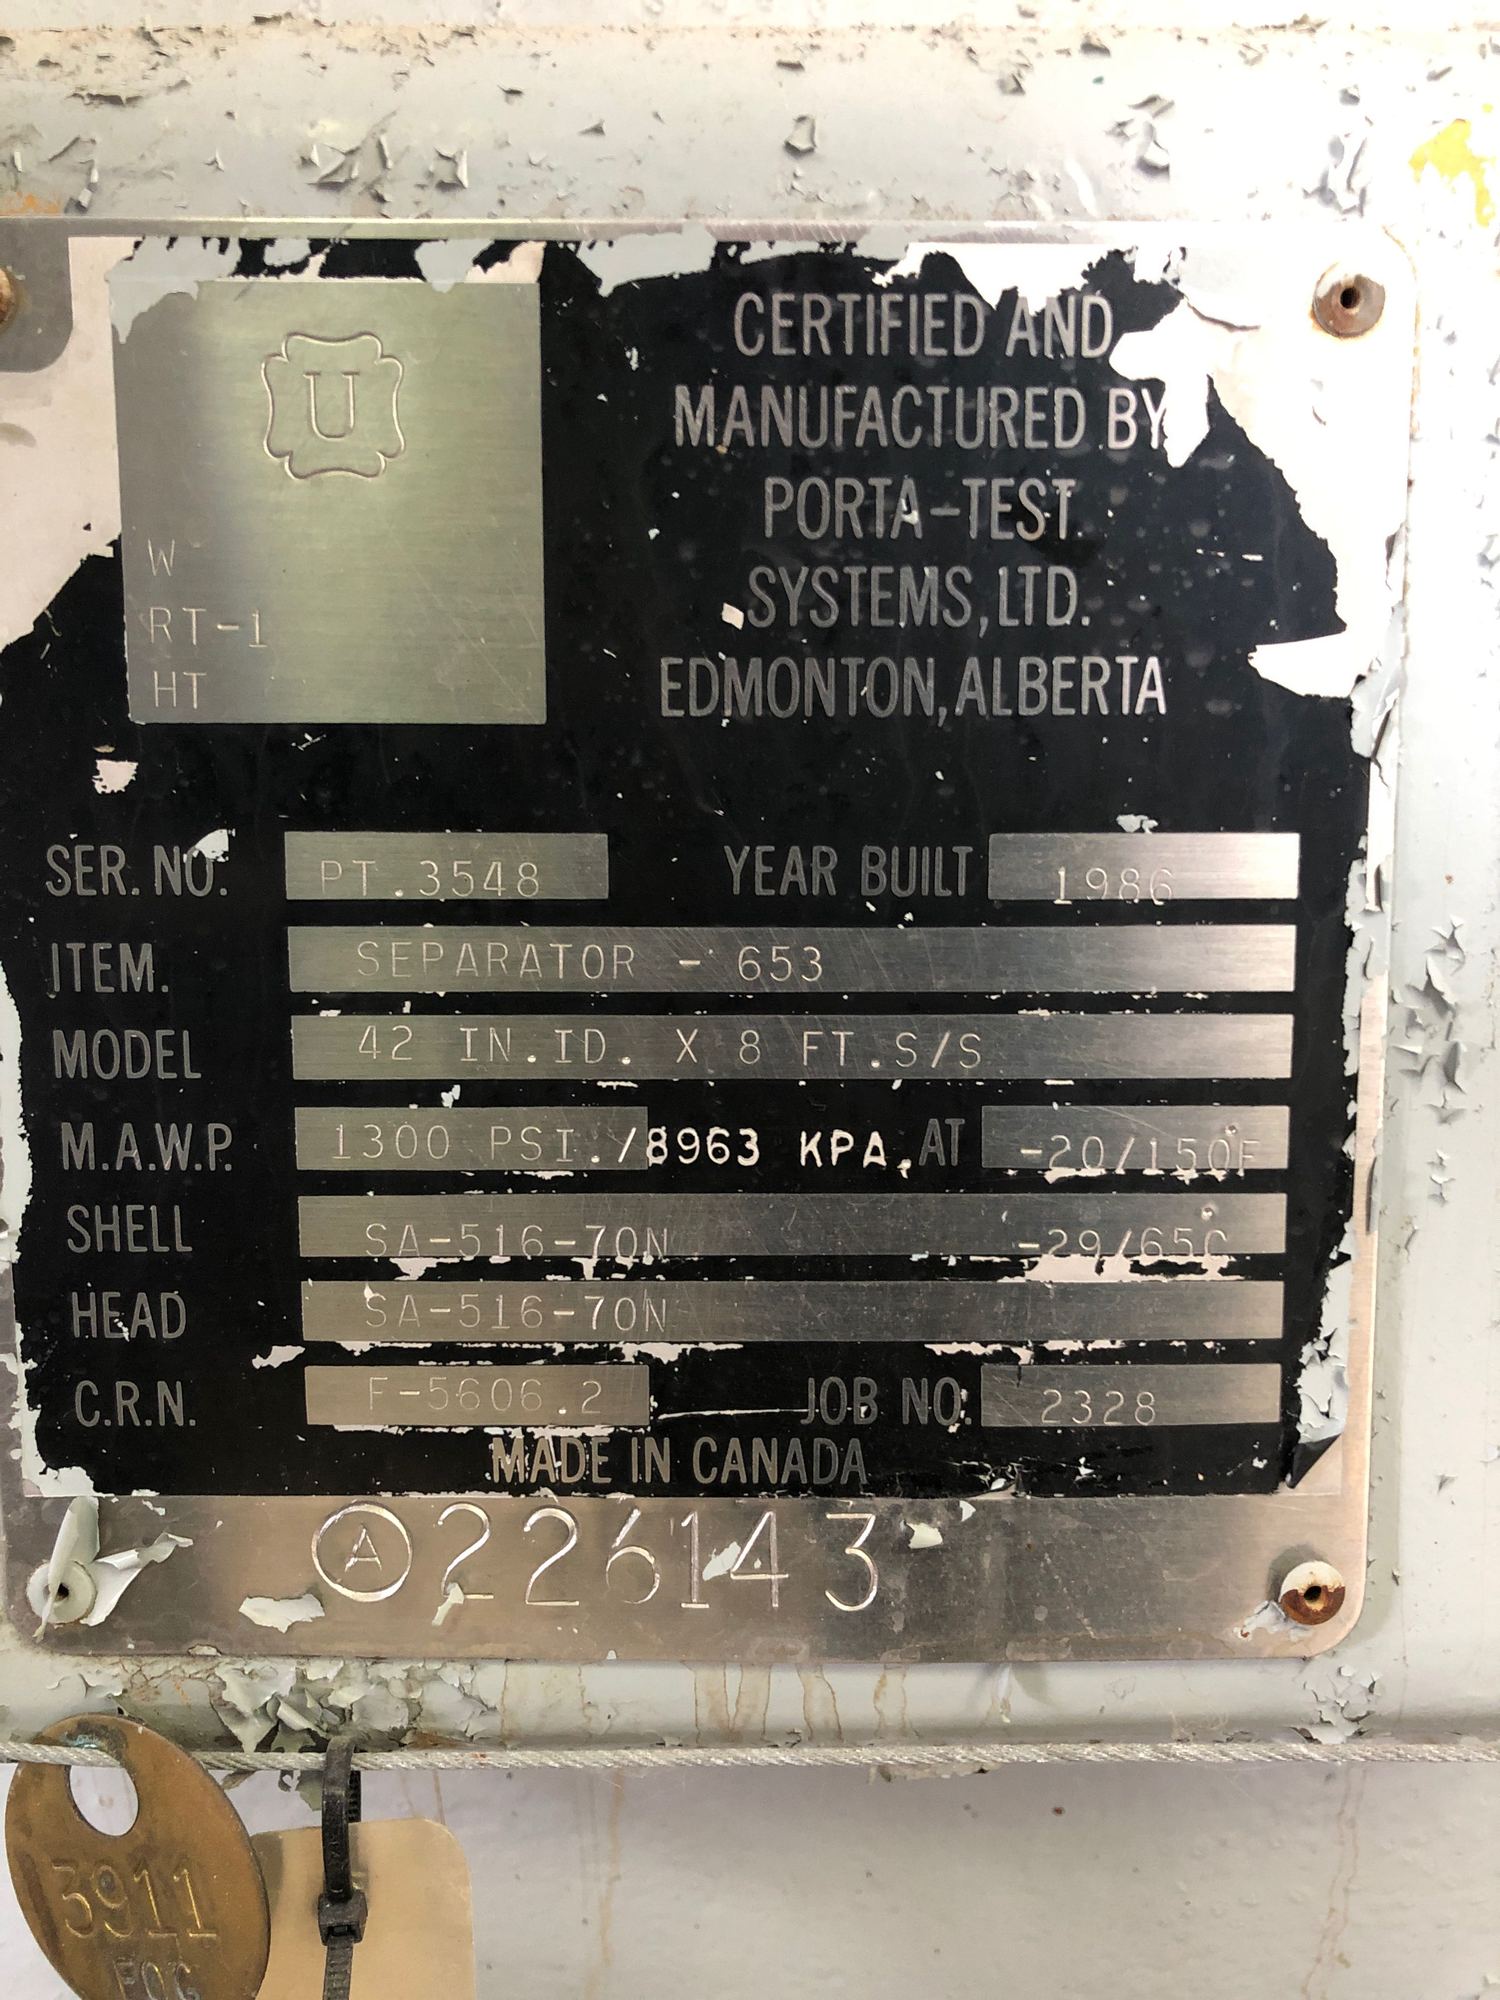 U
W
RT-1
HT
CERTIFIED AND
MANUFACTURED BY
PORTA-TEST
SYSTEMS, LTD.
EDMONTON, ALBERTA
SER. NO. PT.3548 YEAR BUILT 1986
ITEM. SEPARATOR - 653
MODEL 42 IN.ID. X 8 FT.S/S
M.A.W.P. 1300 PSI./8963 KPA, AT -20/150F
SHELL SA-516-70N -29/65C
HEAD SA-516-70N
C.R.N. F-5606.2 JOB NO. 2328
MADE IN CANADA
A 226143
3911